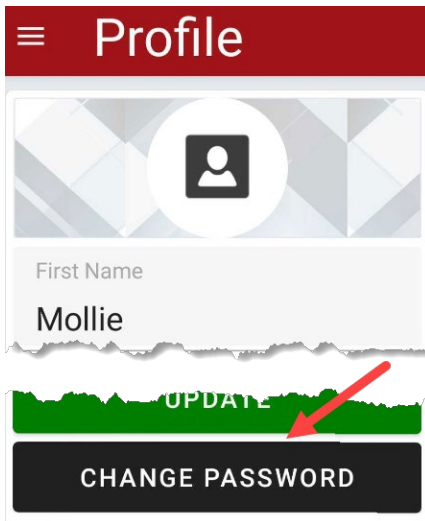 Profile
First Name
Mollie
UPDATE
CHANGE PASSWORD